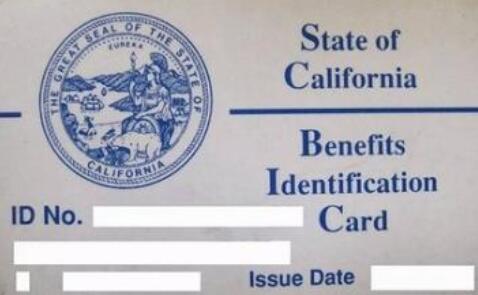 THE GREAT SEAL OF THE STATE OF CALIFORNIA
EUREKA
State of
California
Benefits
Identification
Card
ID No.
Issue Date